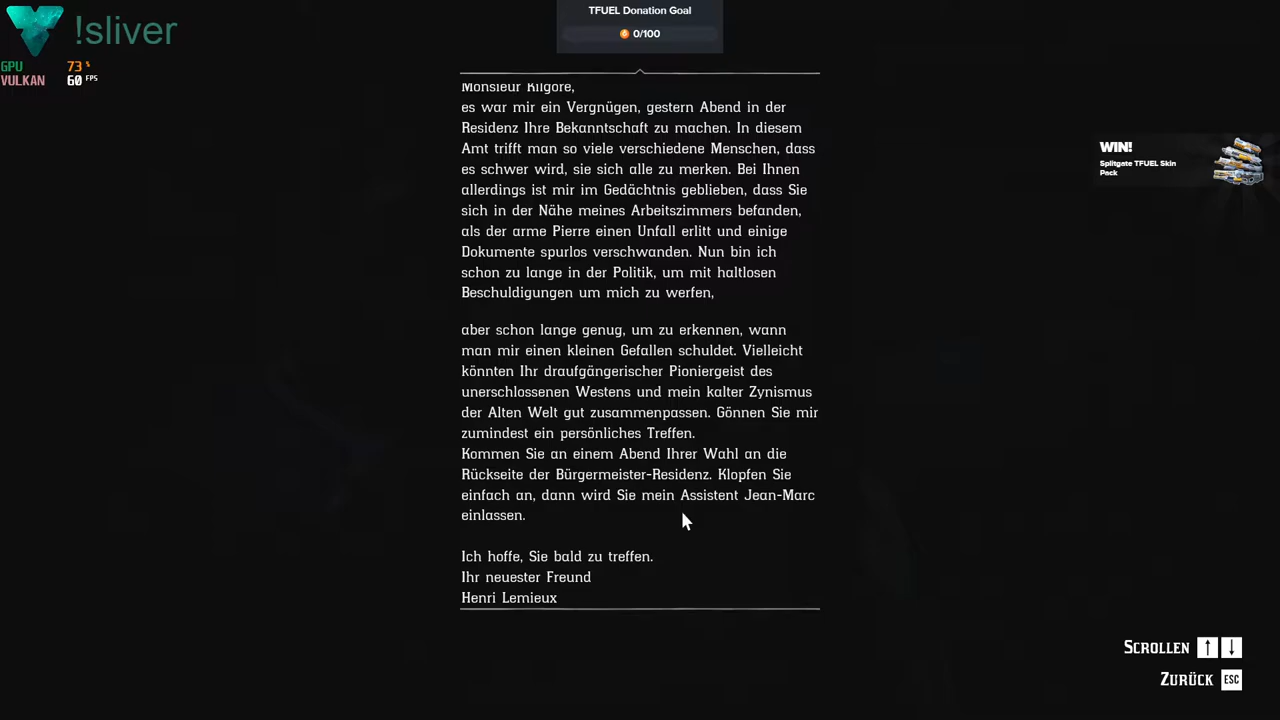 !sliver
GPU 73 %
VULKAN 60 FPS
TFUEL Donation Goal
0/100
Monsieur Kilgore,
es war mir ein Vergnügen, gestern Abend in der
Residenz Ihre Bekanntschaft zu machen. In diesem
Amt trifft man so viele verschiedene Menschen, dass
es schwer wird, sie sich alle zu merken. Bei Ihnen
allerdings ist mir im Gedächtnis geblieben, dass Sie
sich in der Nähe meines Arbeitszimmers befanden,
als der arme Pierre einen Unfall erlitt und einige
Dokumente spurlos verschwanden. Nun bin ich
schon zu lange in der Politik, um mit haltlosen
Beschuldigungen um mich zu werfen,
aber schon lange genug, um zu erkennen, wann
man mir einen kleinen Gefallen schuldet. Vielleicht
könnten Ihr draufgängerischer Pioniergeist des
unerschlossenen Westens und mein kalter Zynismus
der Alten Welt gut zusammenpassen. Gönnen Sie mir
zumindest ein persönliches Treffen.
Kommen Sie an einem Abend Ihrer Wahl an die
Rückseite der Bürgermeister-Residenz. Klopfen Sie
einfach an, dann wird Sie mein Assistent Jean-Marc
einlassen.
Ich hoffe, Sie bald zu treffen.
Ihr neuester Freund
Henri Lemieux
WIN!
Splitgate TFUEL Skin
Pack
SCROLLEN ↑ ↓
ZURÜCK ESC